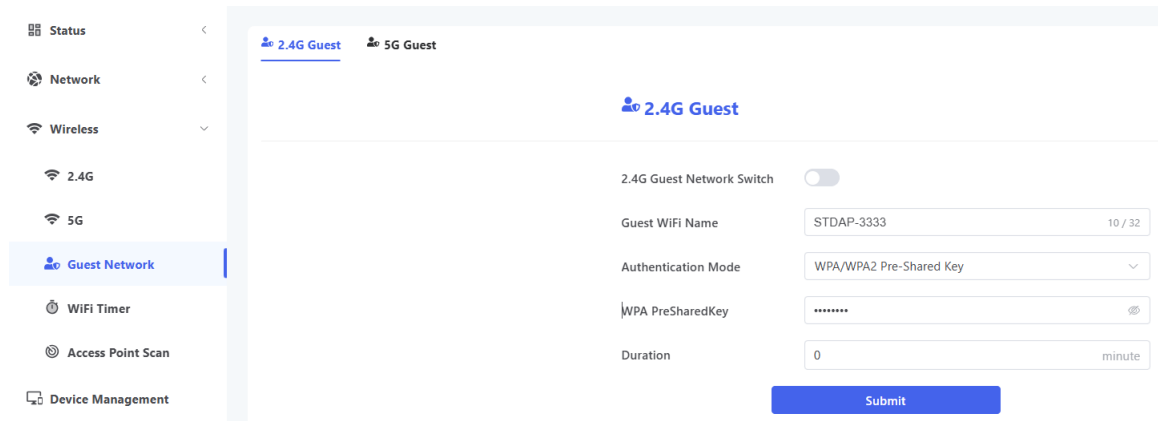 Status
Network
Wireless
2.4G
5G
Guest Network
WiFi Timer
Access Point Scan
Device Management
2.4G Guest 5G Guest
2.4G Guest
2.4G Guest Network Switch
Guest WiFi Name STDAP-3333 10 / 32
Authentication Mode WPA/WPA2 Pre-Shared Key
WPA PreSharedKey ••••••••
Duration 0 minute
Submit